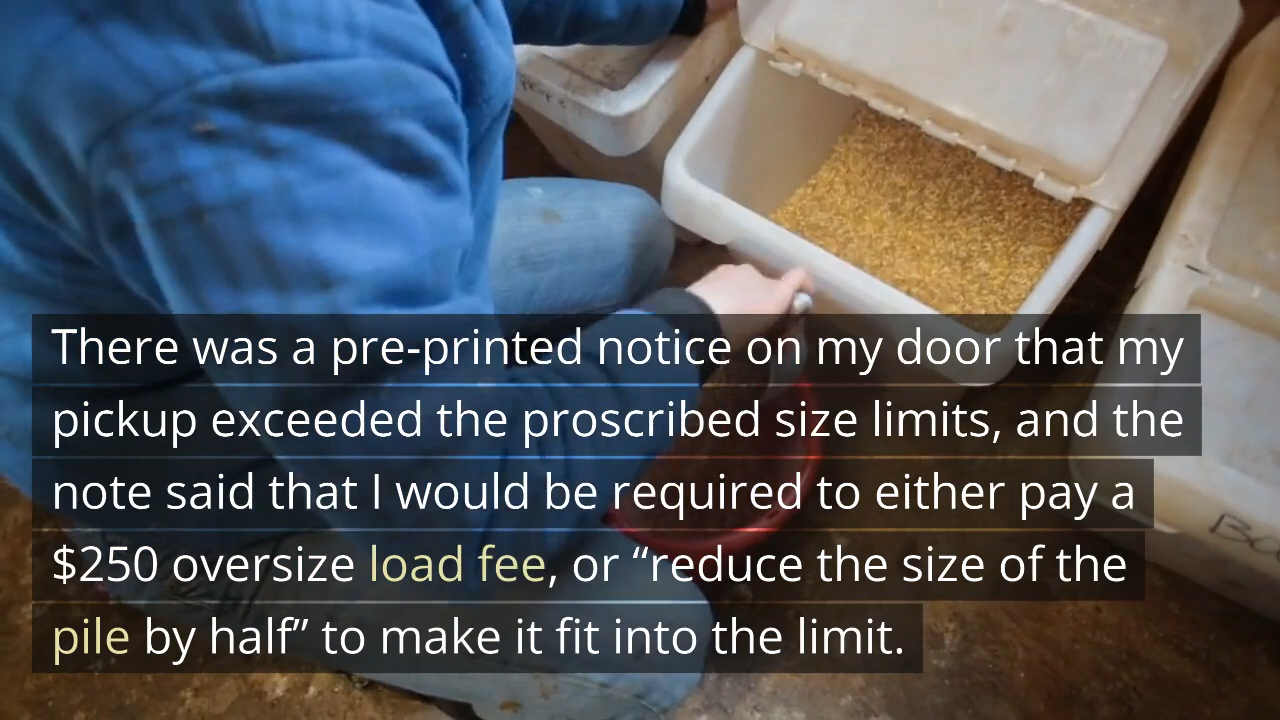 There was a pre-printed notice on my door that my
pickup exceeded the proscribed size limits, and the
note said that I would be required to either pay a
$250 oversize load fee, or “reduce the size of the
pile by half” to make it fit into the limit.